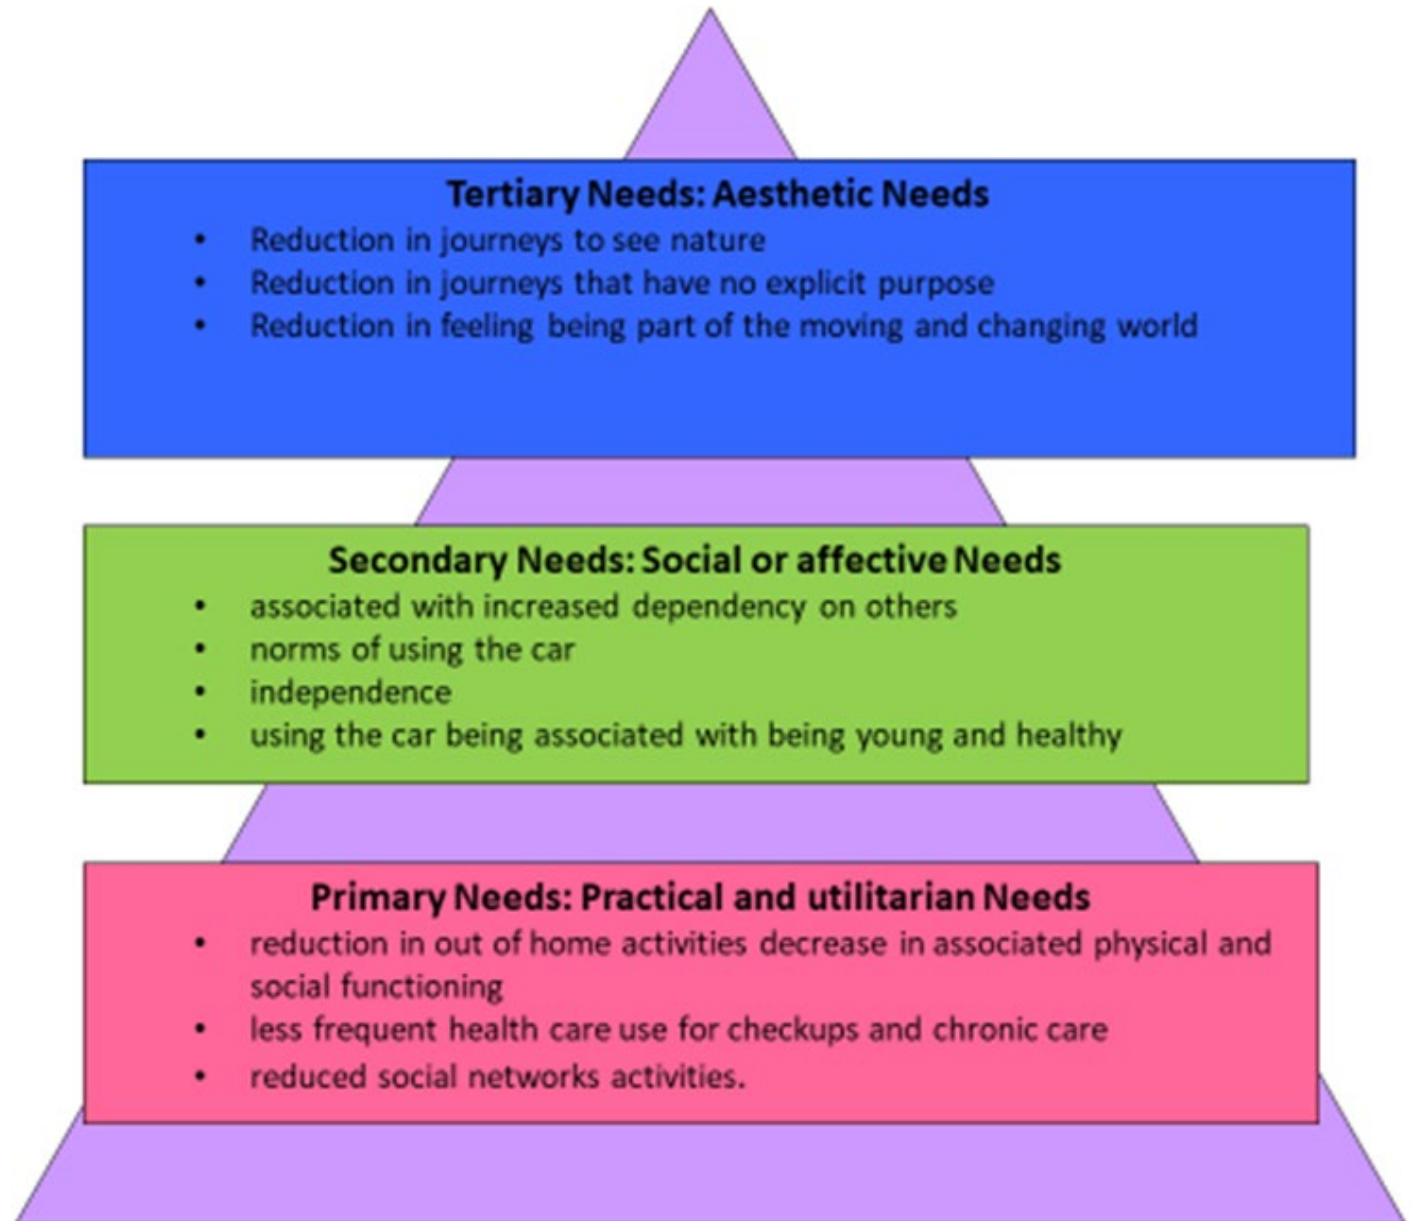 Tertiary Needs: Aesthetic Needs
• Reduction in journeys to see nature
• Reduction in journeys that have no explicit purpose
• Reduction in feeling being part of the moving and changing world
Secondary Needs: Social or affective Needs
• associated with increased dependency on others
• norms of using the car
• independence
• using the car being associated with being young and healthy
Primary Needs: Practical and utilitarian Needs
• reduction in out of home activities decrease in associated physical and
social functioning
• less frequent health care use for checkups and chronic care
• reduced social networks activities.